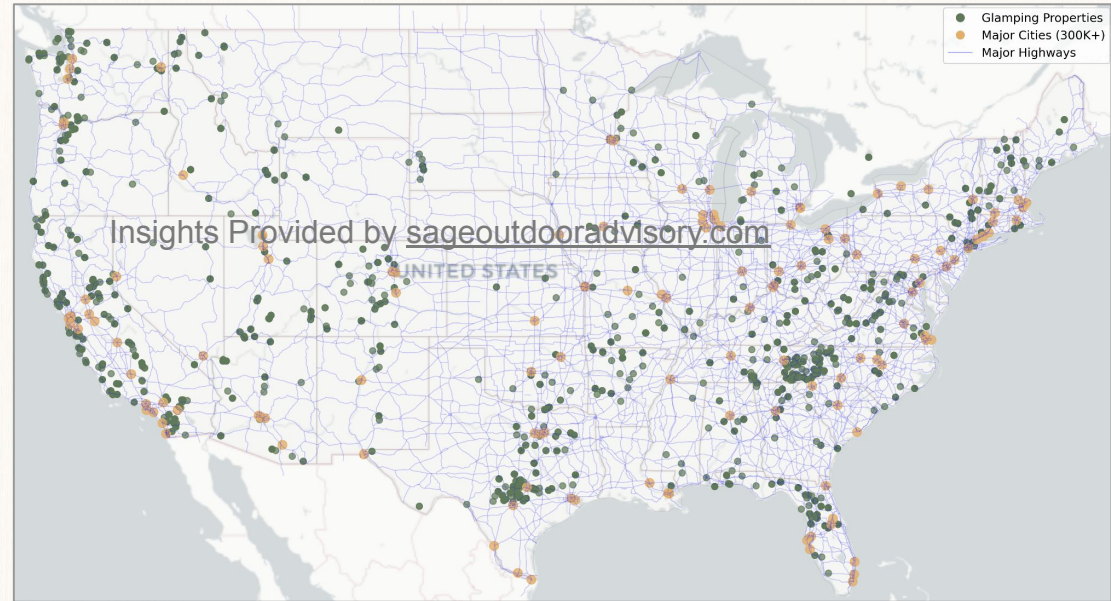 Glamping Properties
Major Cities (300K+)
Major Highways
Insights Provided by sageoutdooradvisory.com
UNITED STATES